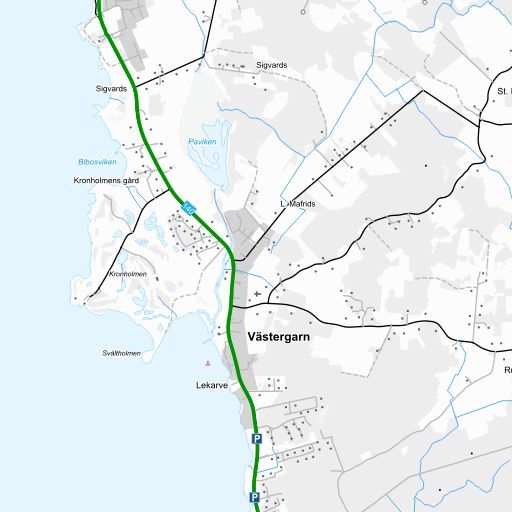 Sigvards
Sigvards
St.
Paviken
Bibosviken
Kronholmens gård
L. Mafrids
140
Kronholmen
Västergarn
Svältholmen
Lekarve
P
P